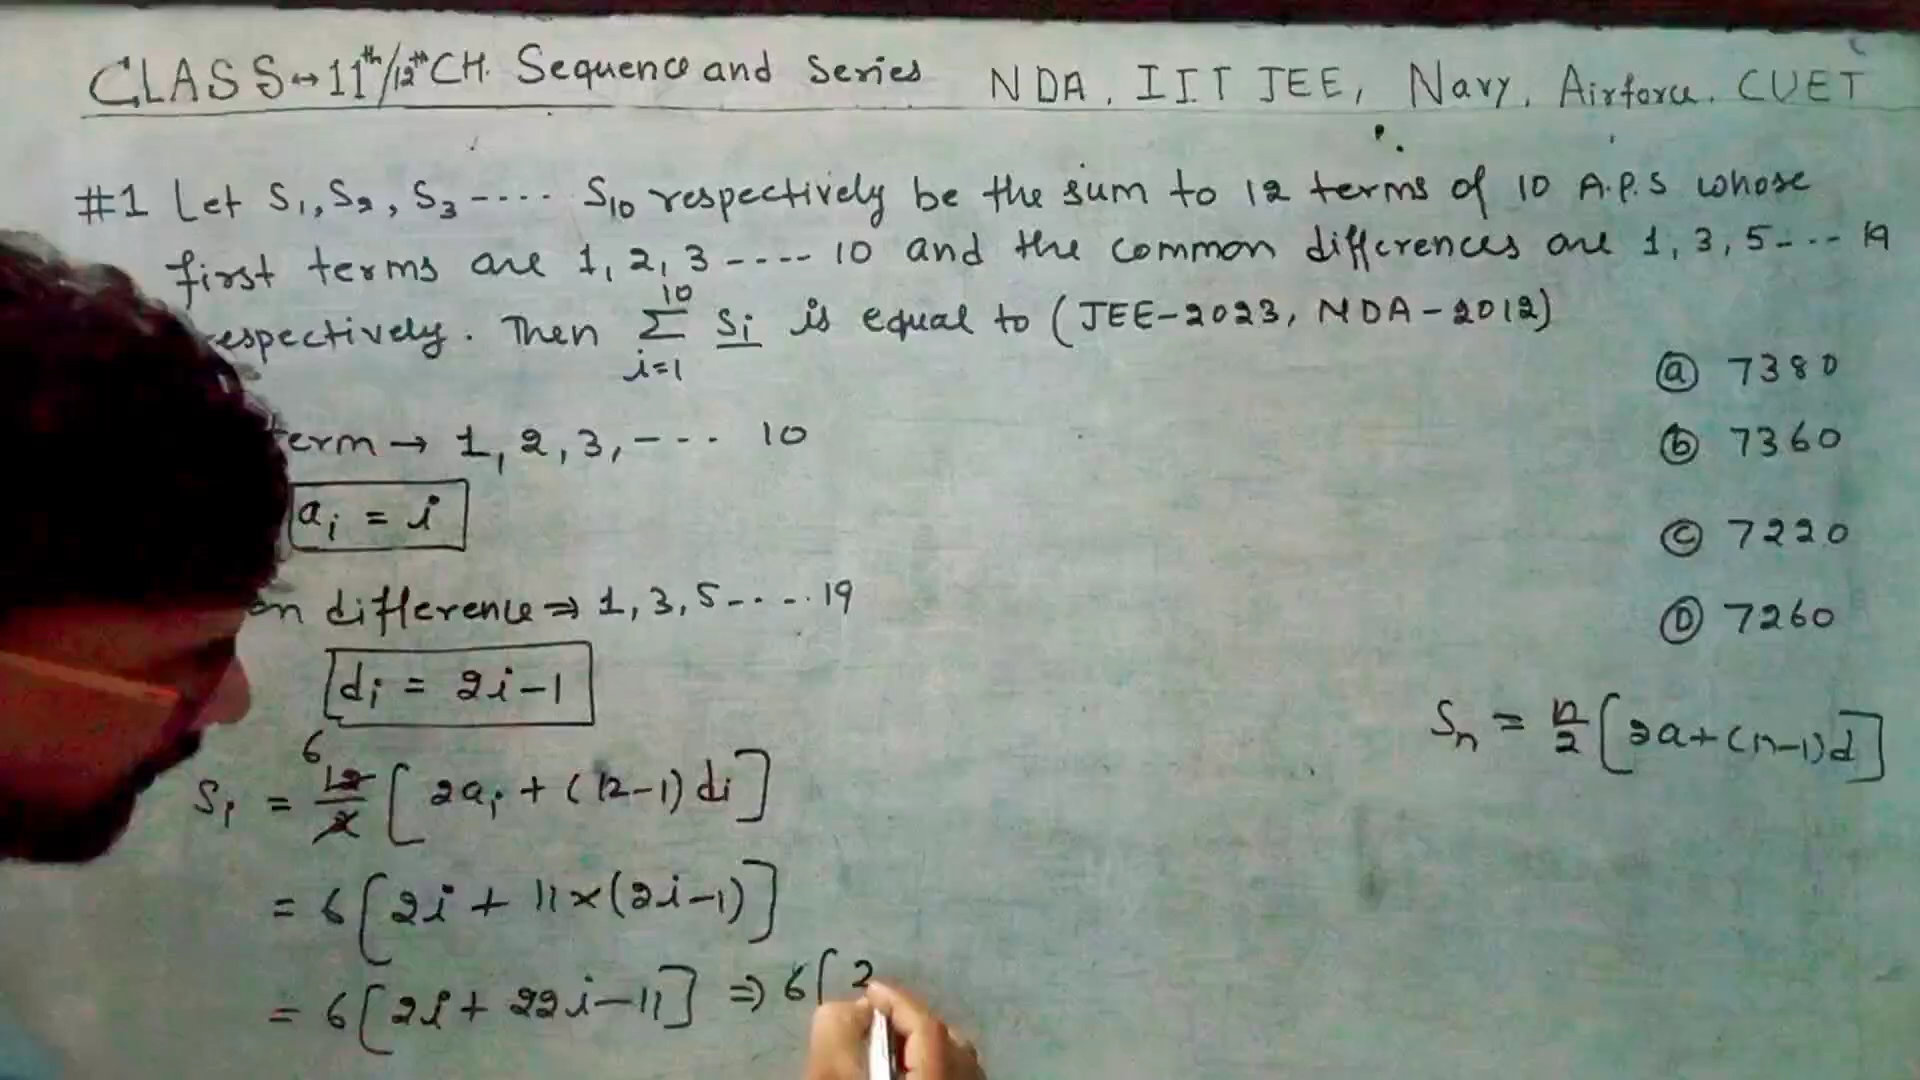 CLASS→11th/12th CH. Sequence and Series NDA, IIT JEE, Navy, Airforce, CUET
#1 Let S₁, S₂, S₃ ---- S₁₀ respectively be the sum to 12 terms of 10 A.P.s whose
first terms are 1, 2, 3 ---- 10 and the common differences are 1, 3, 5 --- 19
espectively. Then ∑_{i=1}^{10} Si is equal to (JEE-2023, NDA-2012)
ⓐ 7380
ⓑ 7360
ⓒ 7220
Ⓓ 7260
term → 1, 2, 3, --- 10
aᵢ = i
on difference ⇒ 1, 3, 5 --- 19
dᵢ = 2i-1
Sₙ = n/2 [2a+(n-1)d]
Sᵢ = 6 12/2 [2aᵢ + (12-1) di]
= 6[2i + 11×(2i-1)]
= 6[2i + 22i-11] ⇒ 6[2